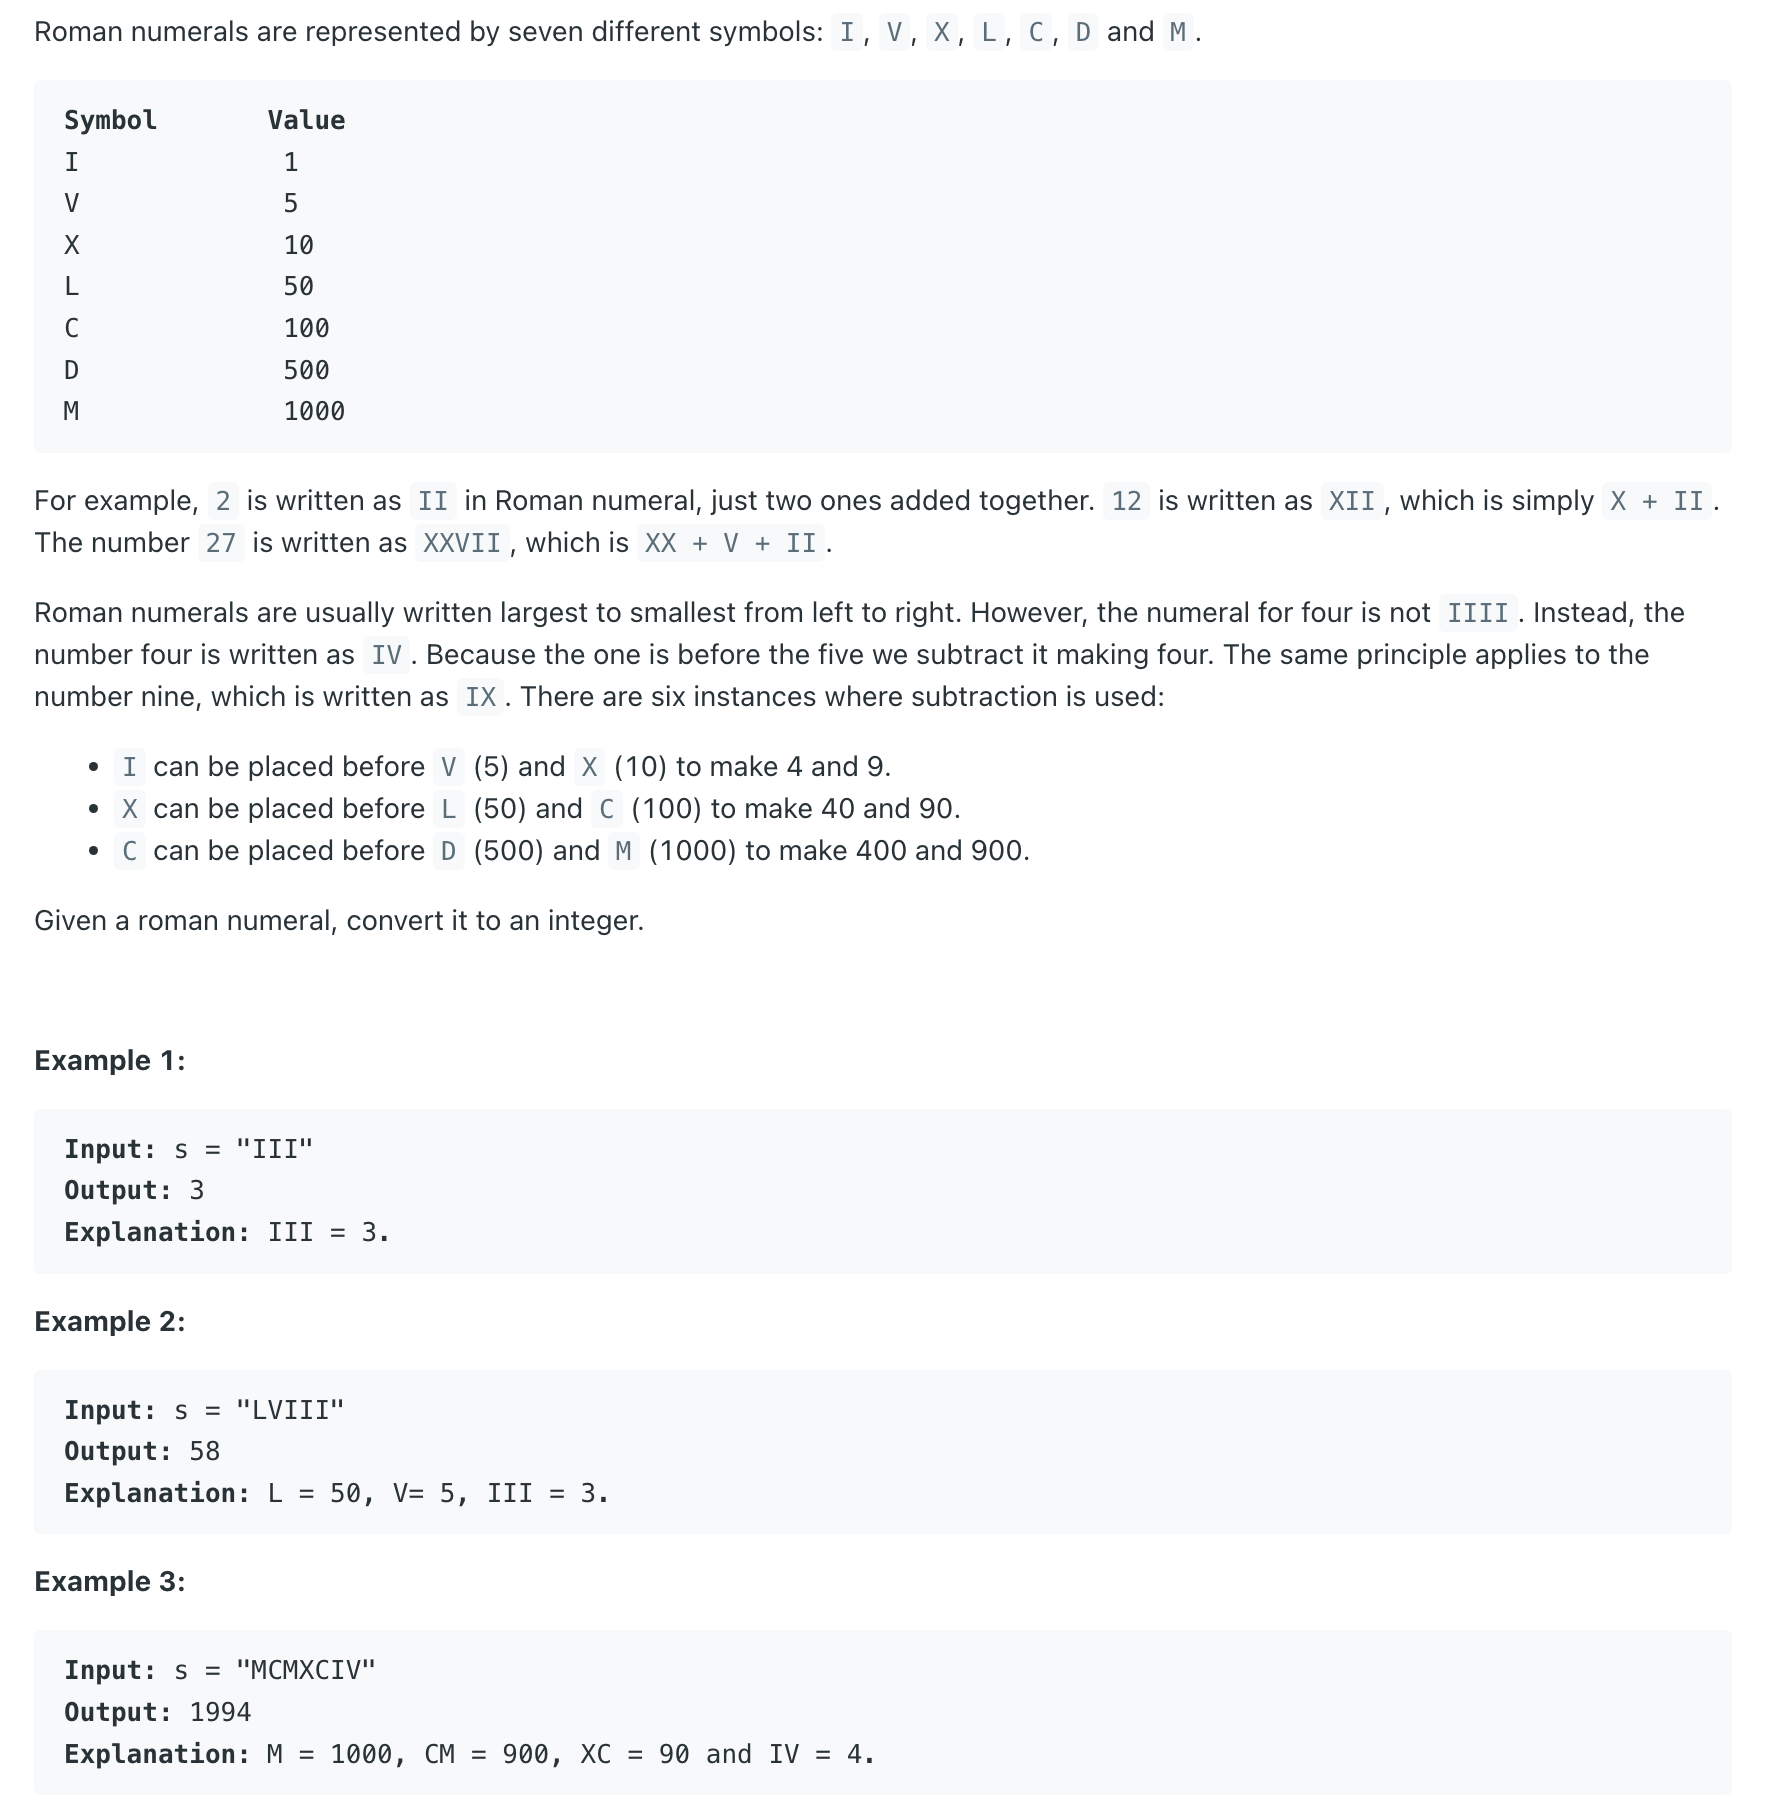 Roman numerals are represented by seven different symbols: I, V, X, L, C, D and M.
Symbol Value
I 1
V 5
X 10
L 50
C 100
D 500
M 1000
For example, 2 is written as II in Roman numeral, just two ones added together. 12 is written as XII, which is simply X + II.
The number 27 is written as XXVII, which is XX + V + II.
Roman numerals are usually written largest to smallest from left to right. However, the numeral for four is not IIII. Instead, the
number four is written as IV. Because the one is before the five we subtract it making four. The same principle applies to the
number nine, which is written as IX. There are six instances where subtraction is used:
• I can be placed before V (5) and X (10) to make 4 and 9.
• X can be placed before L (50) and C (100) to make 40 and 90.
• C can be placed before D (500) and M (1000) to make 400 and 900.
Given a roman numeral, convert it to an integer.
Example 1:
Input: s = "III"
Output: 3
Explanation: III = 3.
Example 2:
Input: s = "LVIII"
Output: 58
Explanation: L = 50, V= 5, III = 3.
Example 3:
Input: s = "MCMXCIV"
Output: 1994
Explanation: M = 1000, CM = 900, XC = 90 and IV = 4.